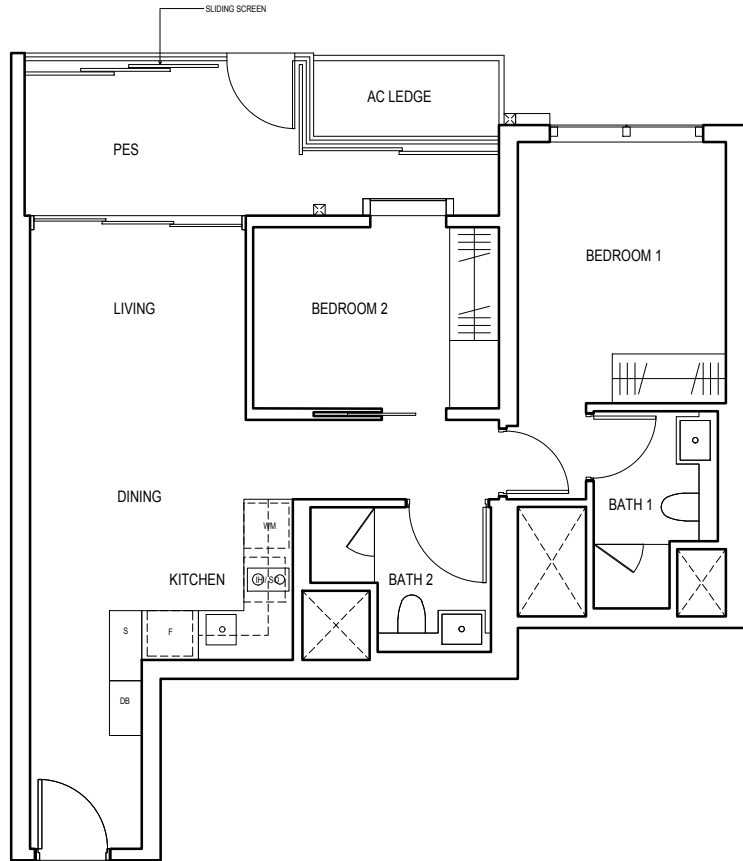 SLIDING SCREEN
AC LEDGE
PES
BEDROOM 1
LIVING
BEDROOM 2
DINING
BATH 1
WM
KITCHEN
IH/SO
BATH 2
S
F
DB